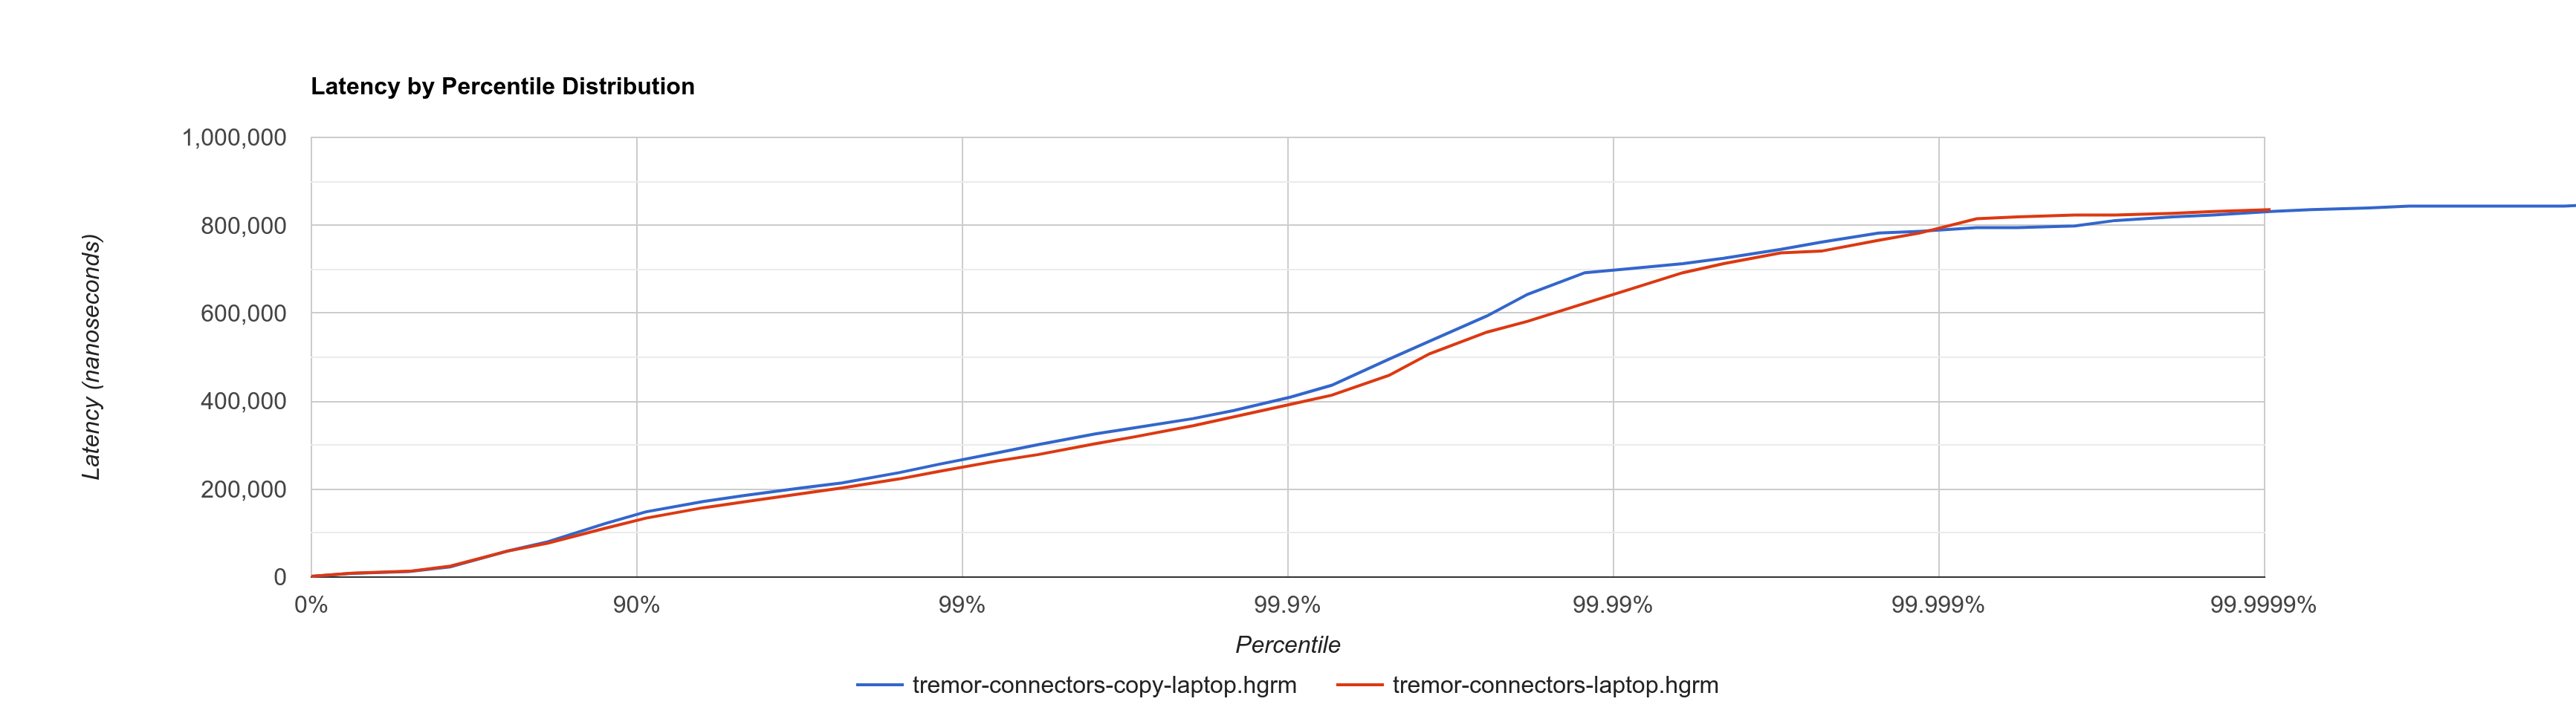 Latency by Percentile Distribution
1,000,000
800,000
600,000
400,000
200,000
0
Latency (nanoseconds)
0% 90% 99% 99.9% 99.99% 99.999% 99.9999%
Percentile
tremor-connectors-copy-laptop.hgrm tremor-connectors-laptop.hgrm